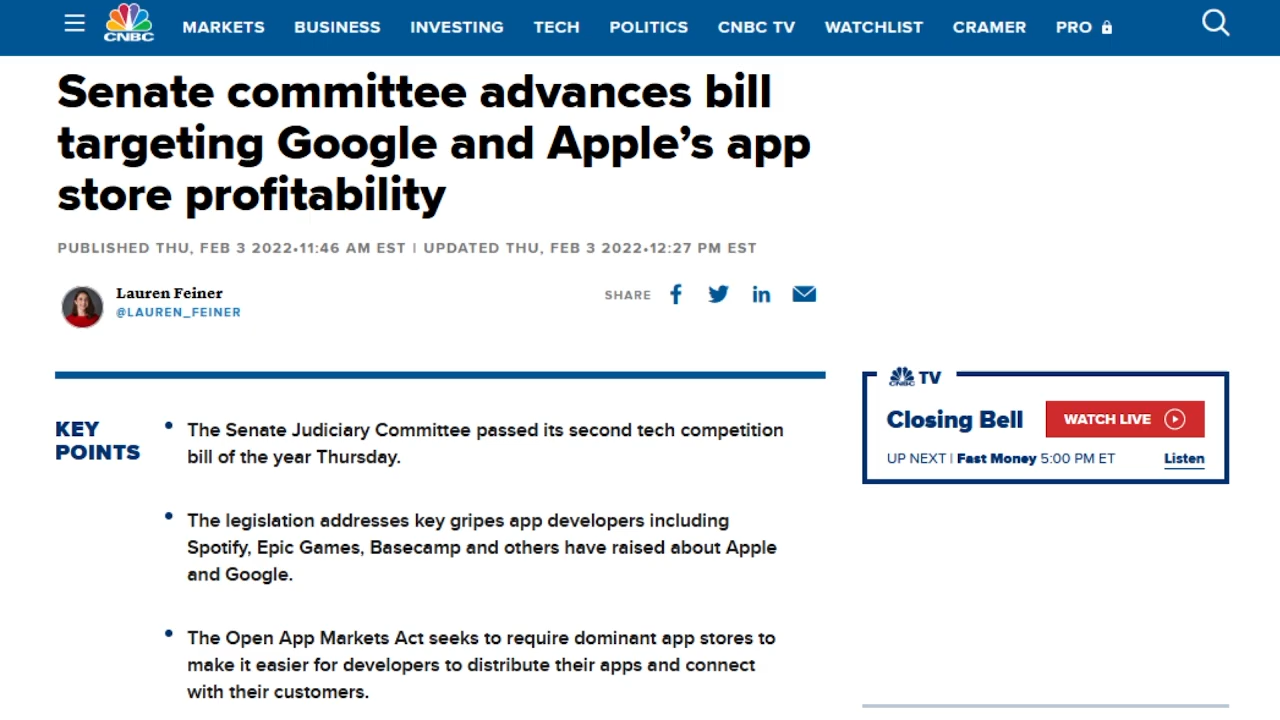 CNBC MARKETS BUSINESS INVESTING TECH POLITICS CNBC TV WATCHLIST CRAMER PRO
Senate committee advances bill
targeting Google and Apple’s app
store profitability
PUBLISHED THU, FEB 3 2022•11:46 AM EST | UPDATED THU, FEB 3 2022•12:27 PM EST
Lauren Feiner
@LAUREN_FEINER
SHARE
KEY
POINTS
The Senate Judiciary Committee passed its second tech competition
bill of the year Thursday.
The legislation addresses key gripes app developers including
Spotify, Epic Games, Basecamp and others have raised about Apple
and Google.
The Open App Markets Act seeks to require dominant app stores to
make it easier for developers to distribute their apps and connect
with their customers.
CNBC TV
Closing Bell WATCH LIVE
UP NEXT | Fast Money 5:00 PM ET Listen